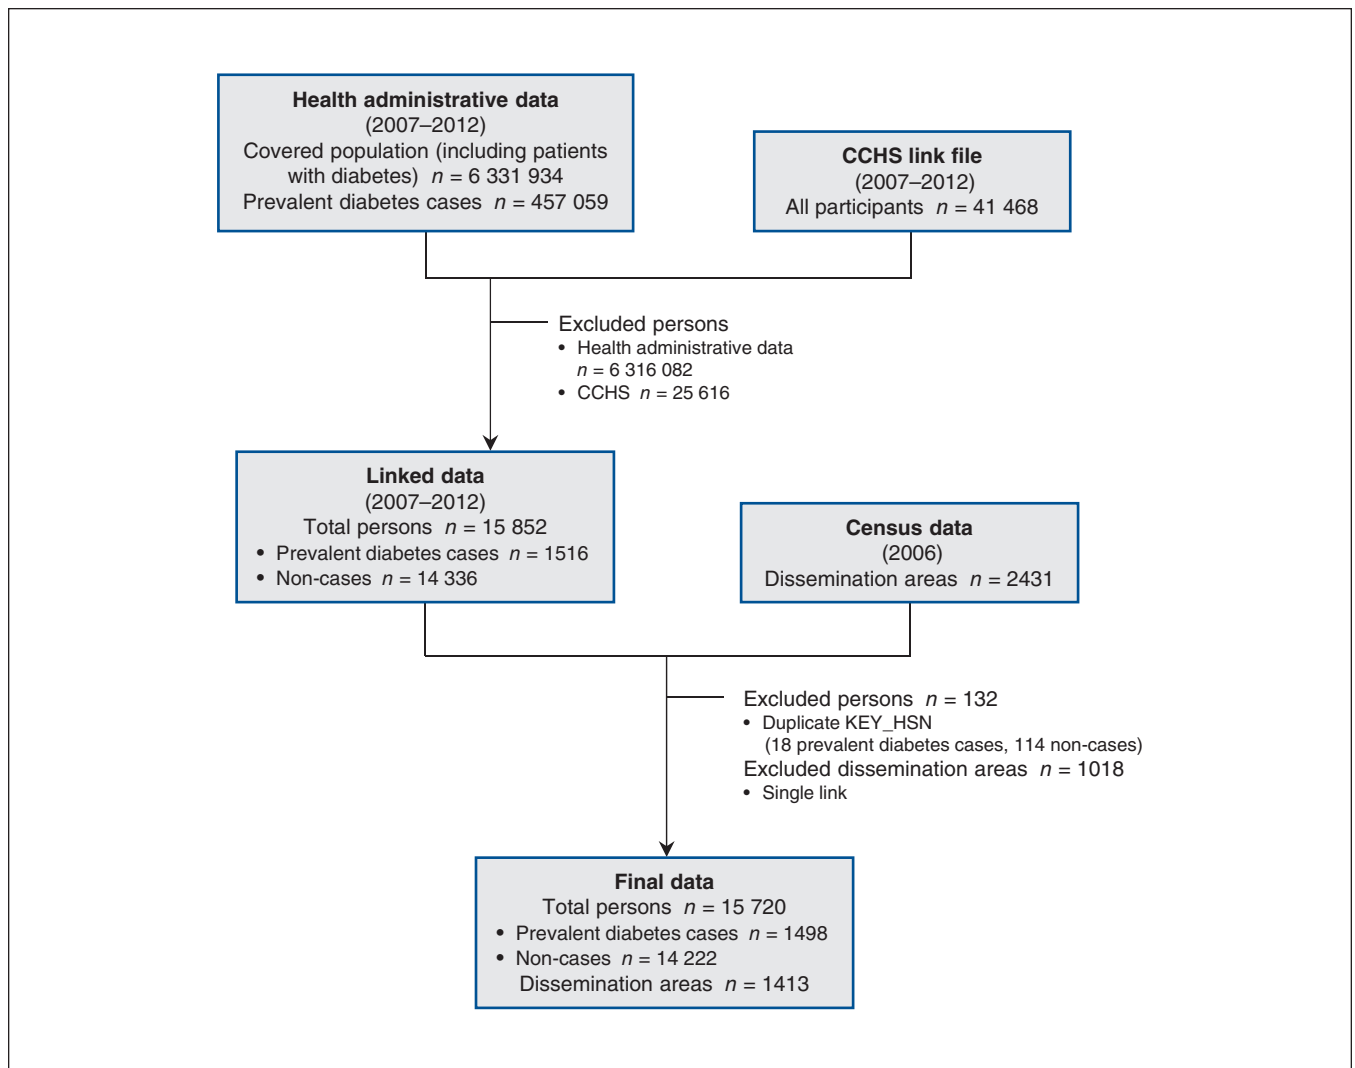 Health administrative data
(2007–2012)
Covered population (including patients
with diabetes) n = 6 331 934
Prevalent diabetes cases n = 457 059
CCHS link file
(2007–2012)
All participants n = 41 468
Excluded persons
• Health administrative data
n = 6 316 082
• CCHS n = 25 616
Linked data
(2007–2012)
Total persons n = 15 852
• Prevalent diabetes cases n = 1516
• Non-cases n = 14 336
Census data
(2006)
Dissemination areas n = 2431
Excluded persons n = 132
• Duplicate KEY_HSN
(18 prevalent diabetes cases, 114 non-cases)
Excluded dissemination areas n = 1018
• Single link
Final data
Total persons n = 15 720
• Prevalent diabetes cases n = 1498
• Non-cases n = 14 222
Dissemination areas n = 1413